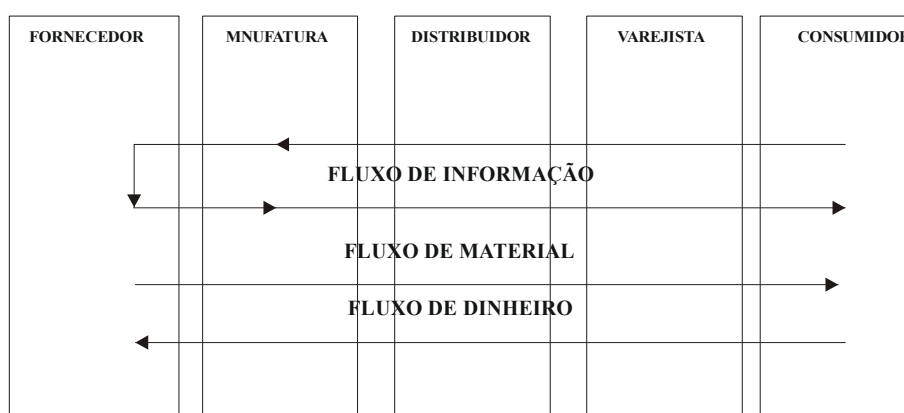 FORNECEDOR
MNUFATURA
DISTRIBUIDOR
VAREJISTA
CONSUMIDOR
FLUXO DE INFORMAÇÃO
FLUXO DE MATERIAL
FLUXO DE DINHEIRO